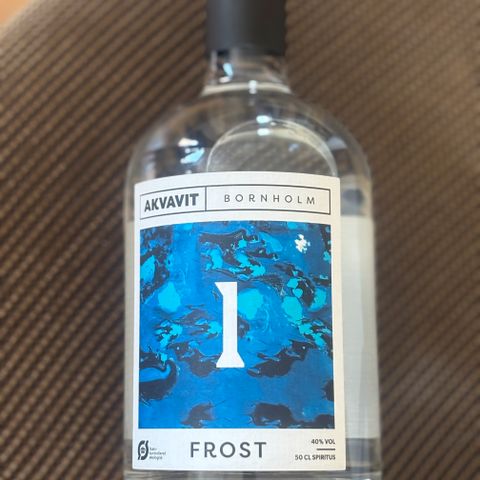 AKVAVIT BORNHOLM
1
FROST
40% VOL
50 CL SPIRITUS